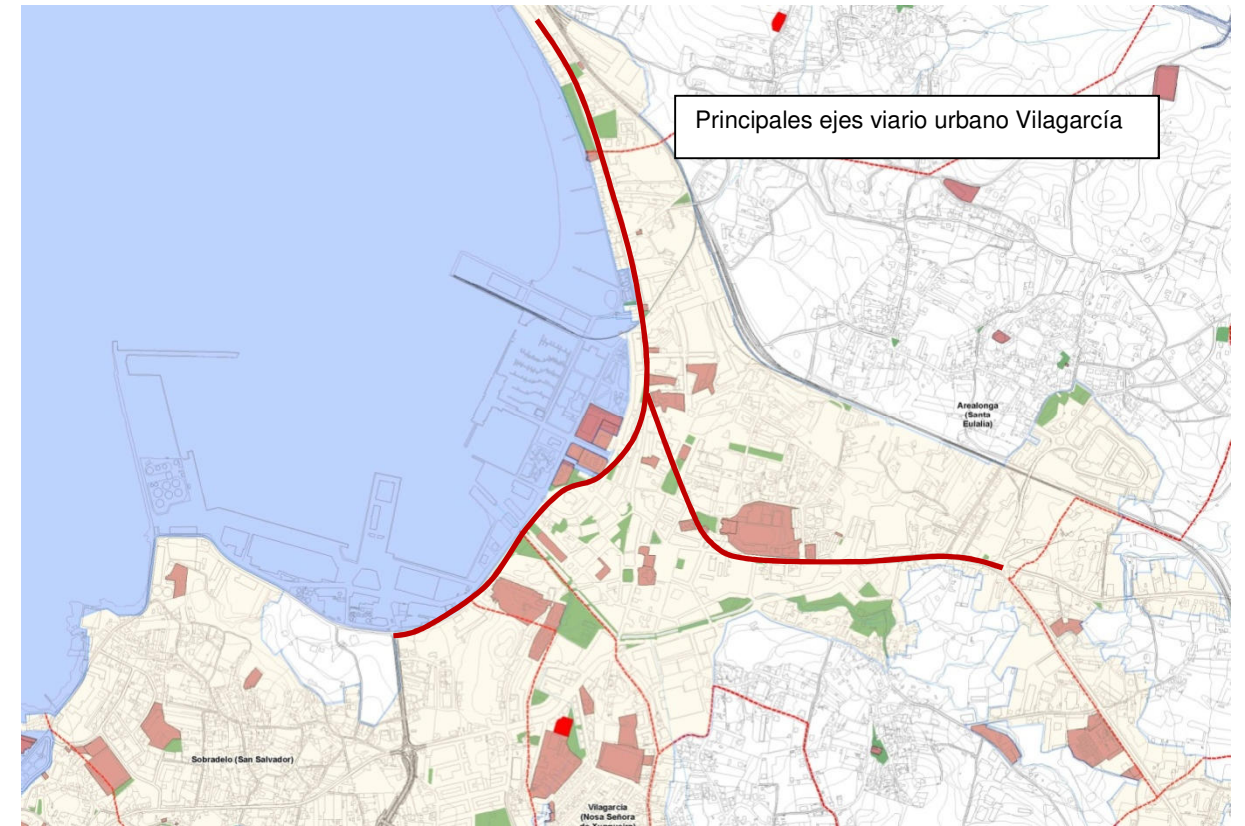 Principales ejes viario urbano Vilagarcía
Arealonga
(Santa
Eulalia)
Sobradelo (San Salvador)
Vilagarcía
(Nosa Señora